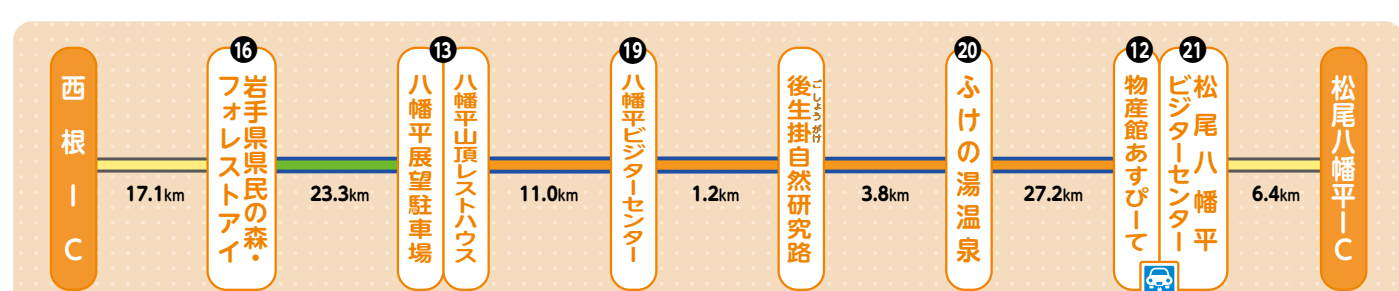 西根IC
17.1km
⓰
岩手県県民の森・
フォレストアイ
23.3km
⓭
八幡平山頂レストハウス
八幡平展望駐車場
11.0km
⓳
八幡平ビジターセンター
1.2km
後生掛自然研究路
ごしょうがけ
3.8km
⓴
ふけの湯温泉
27.2km
⓬
物産館あすぴーて
㉑
松尾八幡平
ビジターセンター
6.4km
松尾八幡平IC